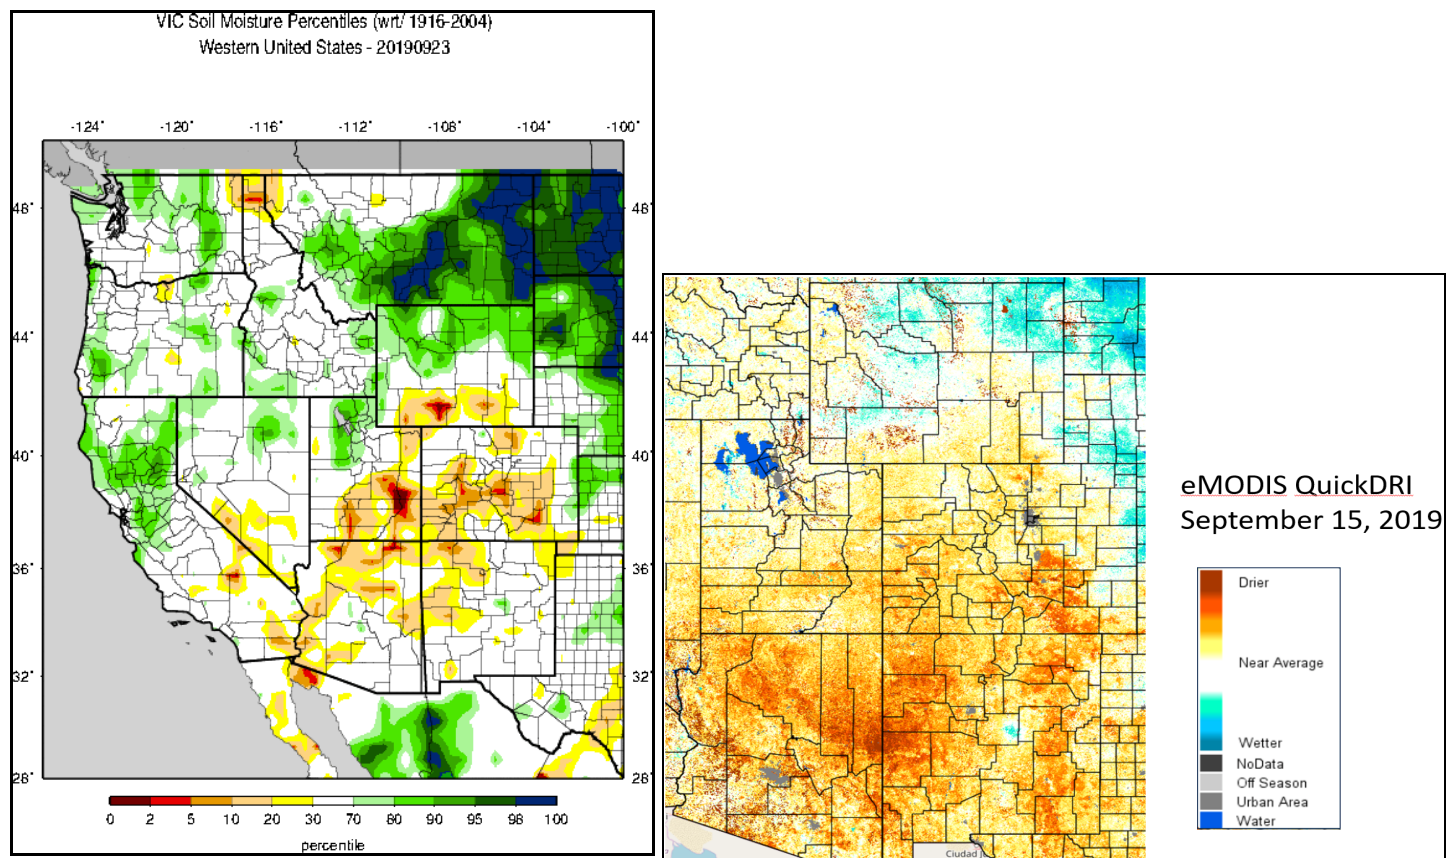 VIC Soil Moisture Percentiles (wrt/ 1916-2004)
Western United States - 20190923
-124° -120° -116° -112° -108° -104° -100°
48° 48°
44° 44°
40° 40°
36° 36°
32° 32°
28° 28°
0 2 5 10 20 30 70 80 90 95 98 100
percentile
eMODIS QuickDRI
September 15, 2019
Drier
Near Average
Wetter
NoData
Off Season
Urban Area
Water
Ciudad J